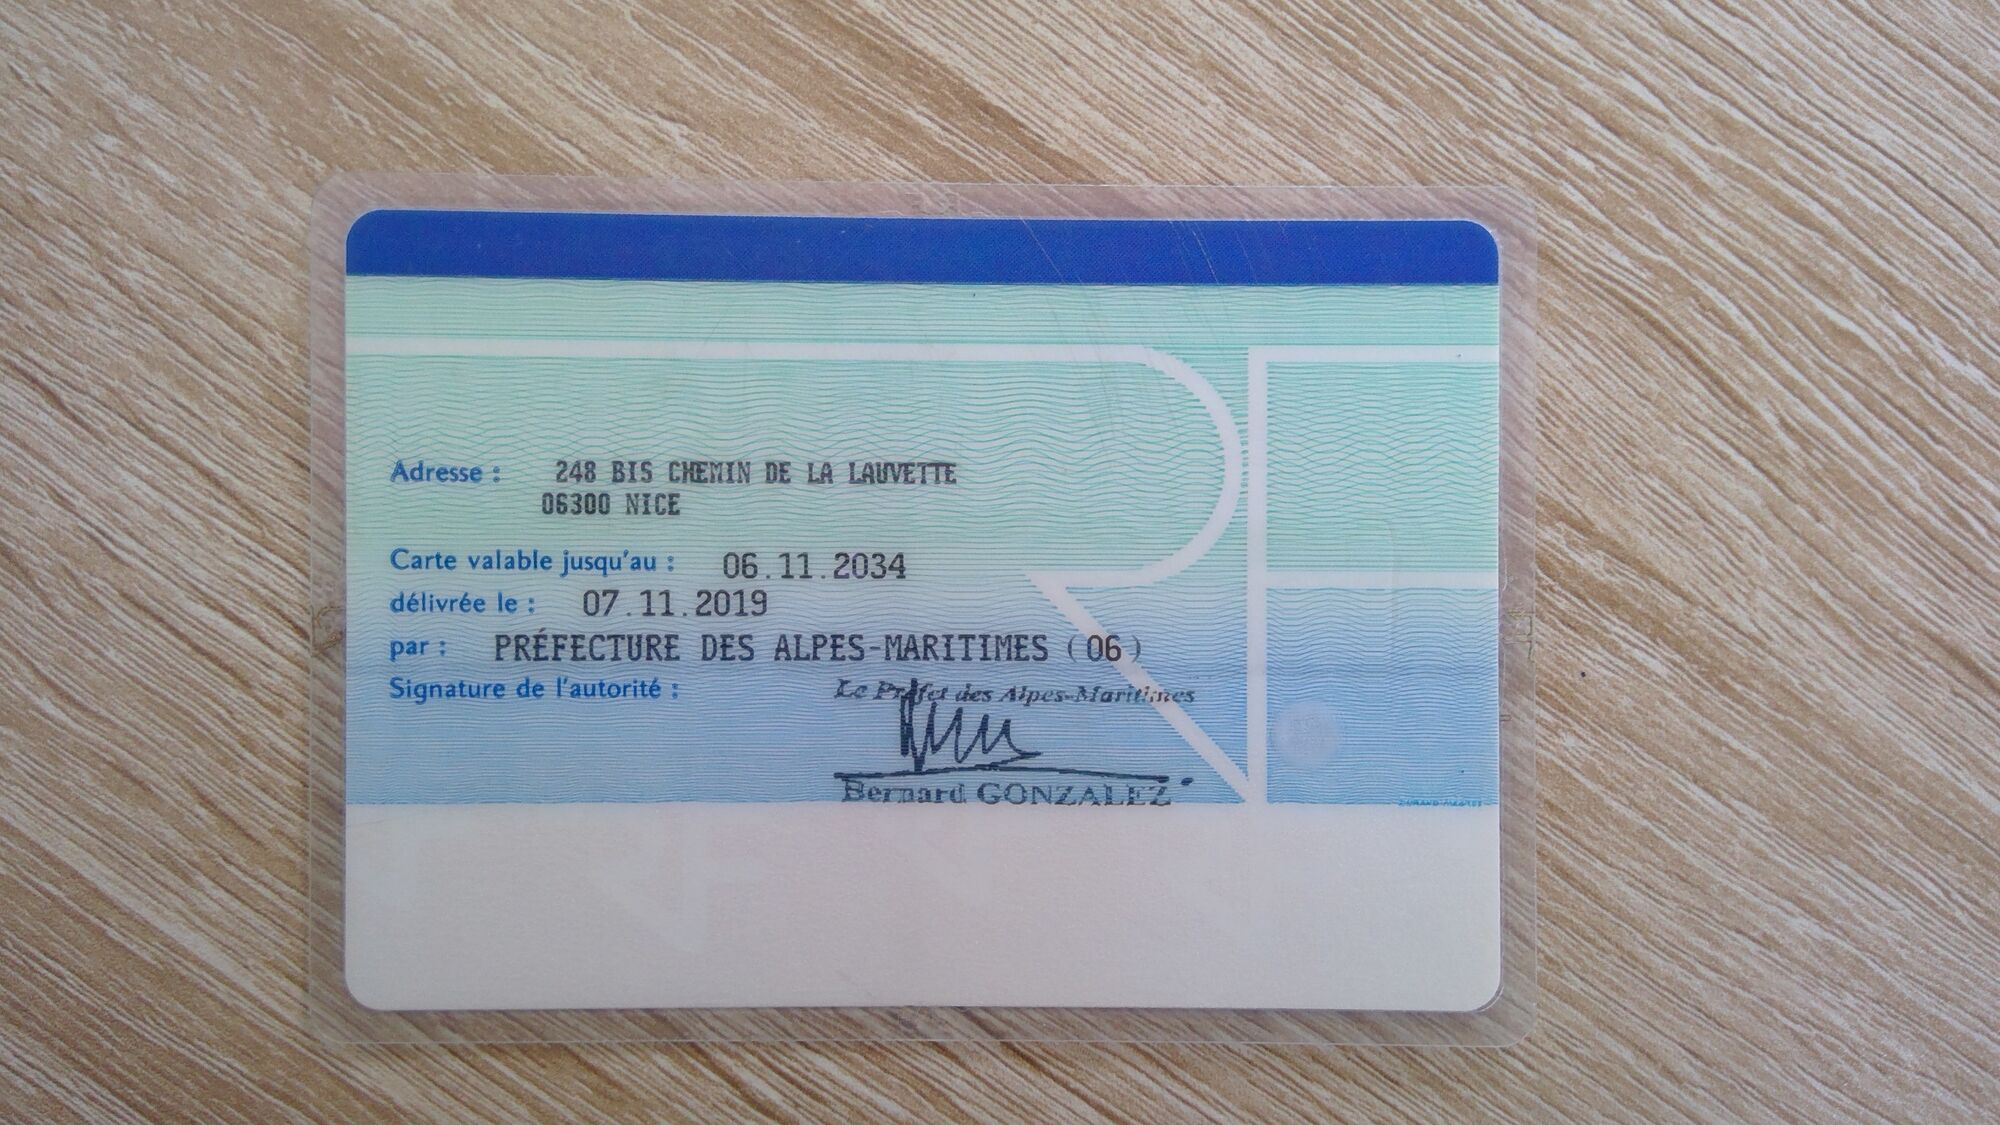 Adresse : 248 BIS CHEMIN DE LA LAUVETTE
06300 NICE
Carte valable jusqu'au : 06.11.2034
délivrée le : 07.11.2019
par : PRÉFECTURE DES ALPES-MARITIMES (06)
Signature de l'autorité :
Le Préfet des Alpes-Maritimes
Bernard GONZALEZ